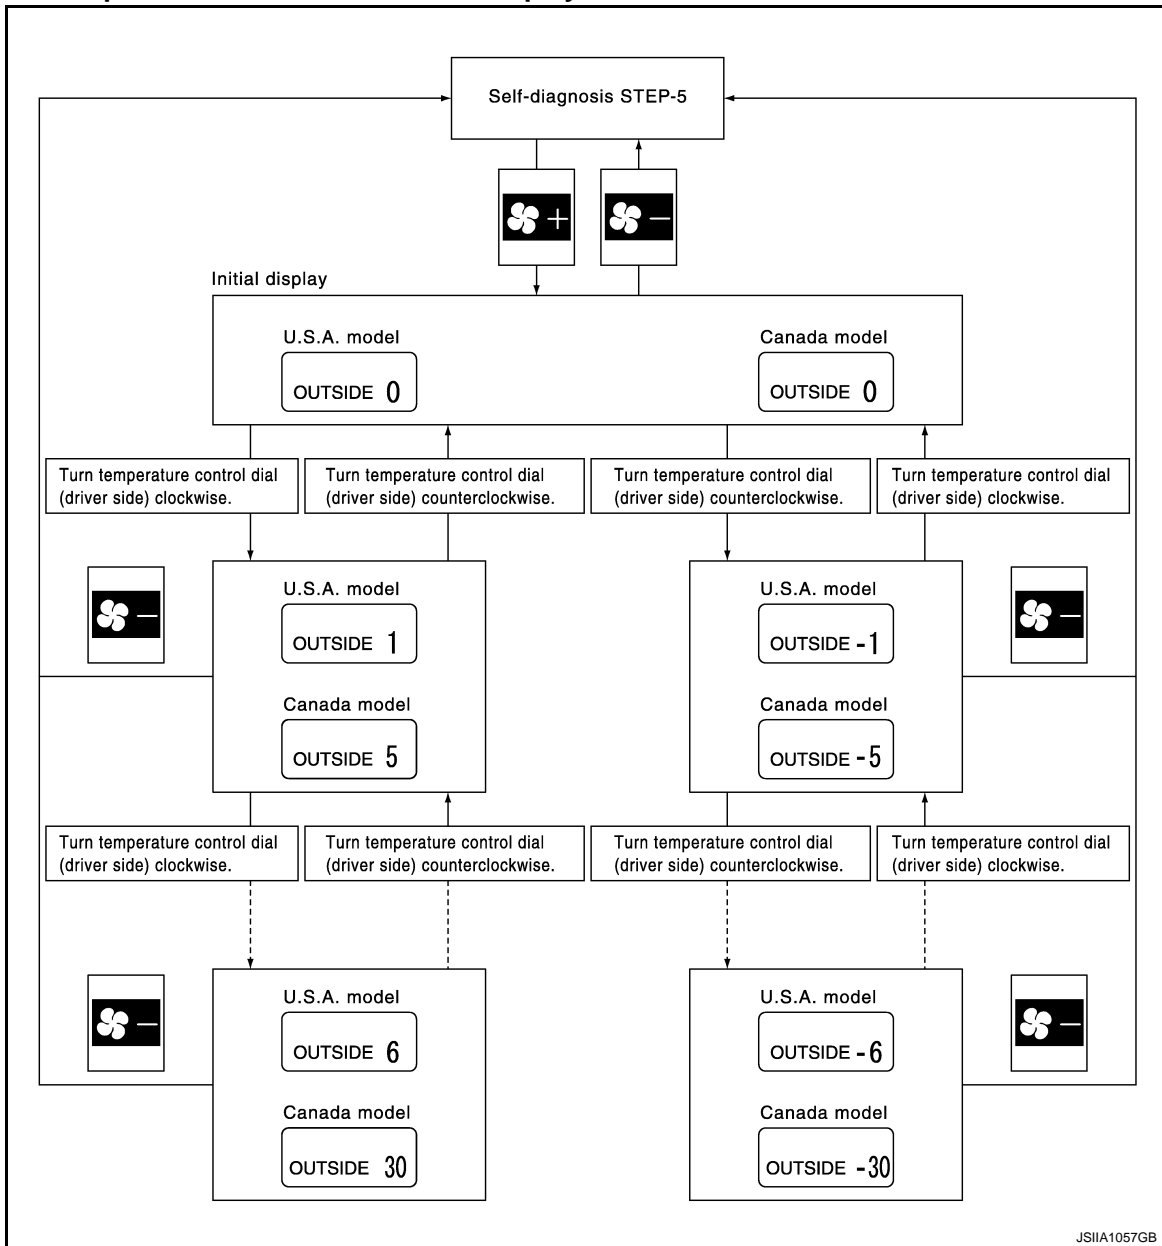 Self-diagnosis STEP-5
Initial display
U.S.A. model
Canada model
OUTSIDE 0
OUTSIDE 0
Turn temperature control dial
(driver side) clockwise.
Turn temperature control dial
(driver side) counterclockwise.
Turn temperature control dial
(driver side) counterclockwise.
Turn temperature control dial
(driver side) clockwise.
U.S.A. model
OUTSIDE 1
Canada model
OUTSIDE 5
U.S.A. model
OUTSIDE -1
Canada model
OUTSIDE -5
Turn temperature control dial
(driver side) clockwise.
Turn temperature control dial
(driver side) counterclockwise.
Turn temperature control dial
(driver side) counterclockwise.
Turn temperature control dial
(driver side) clockwise.
U.S.A. model
OUTSIDE 6
Canada model
OUTSIDE 30
U.S.A. model
OUTSIDE -6
Canada model
OUTSIDE -30
JSIIA1057GB